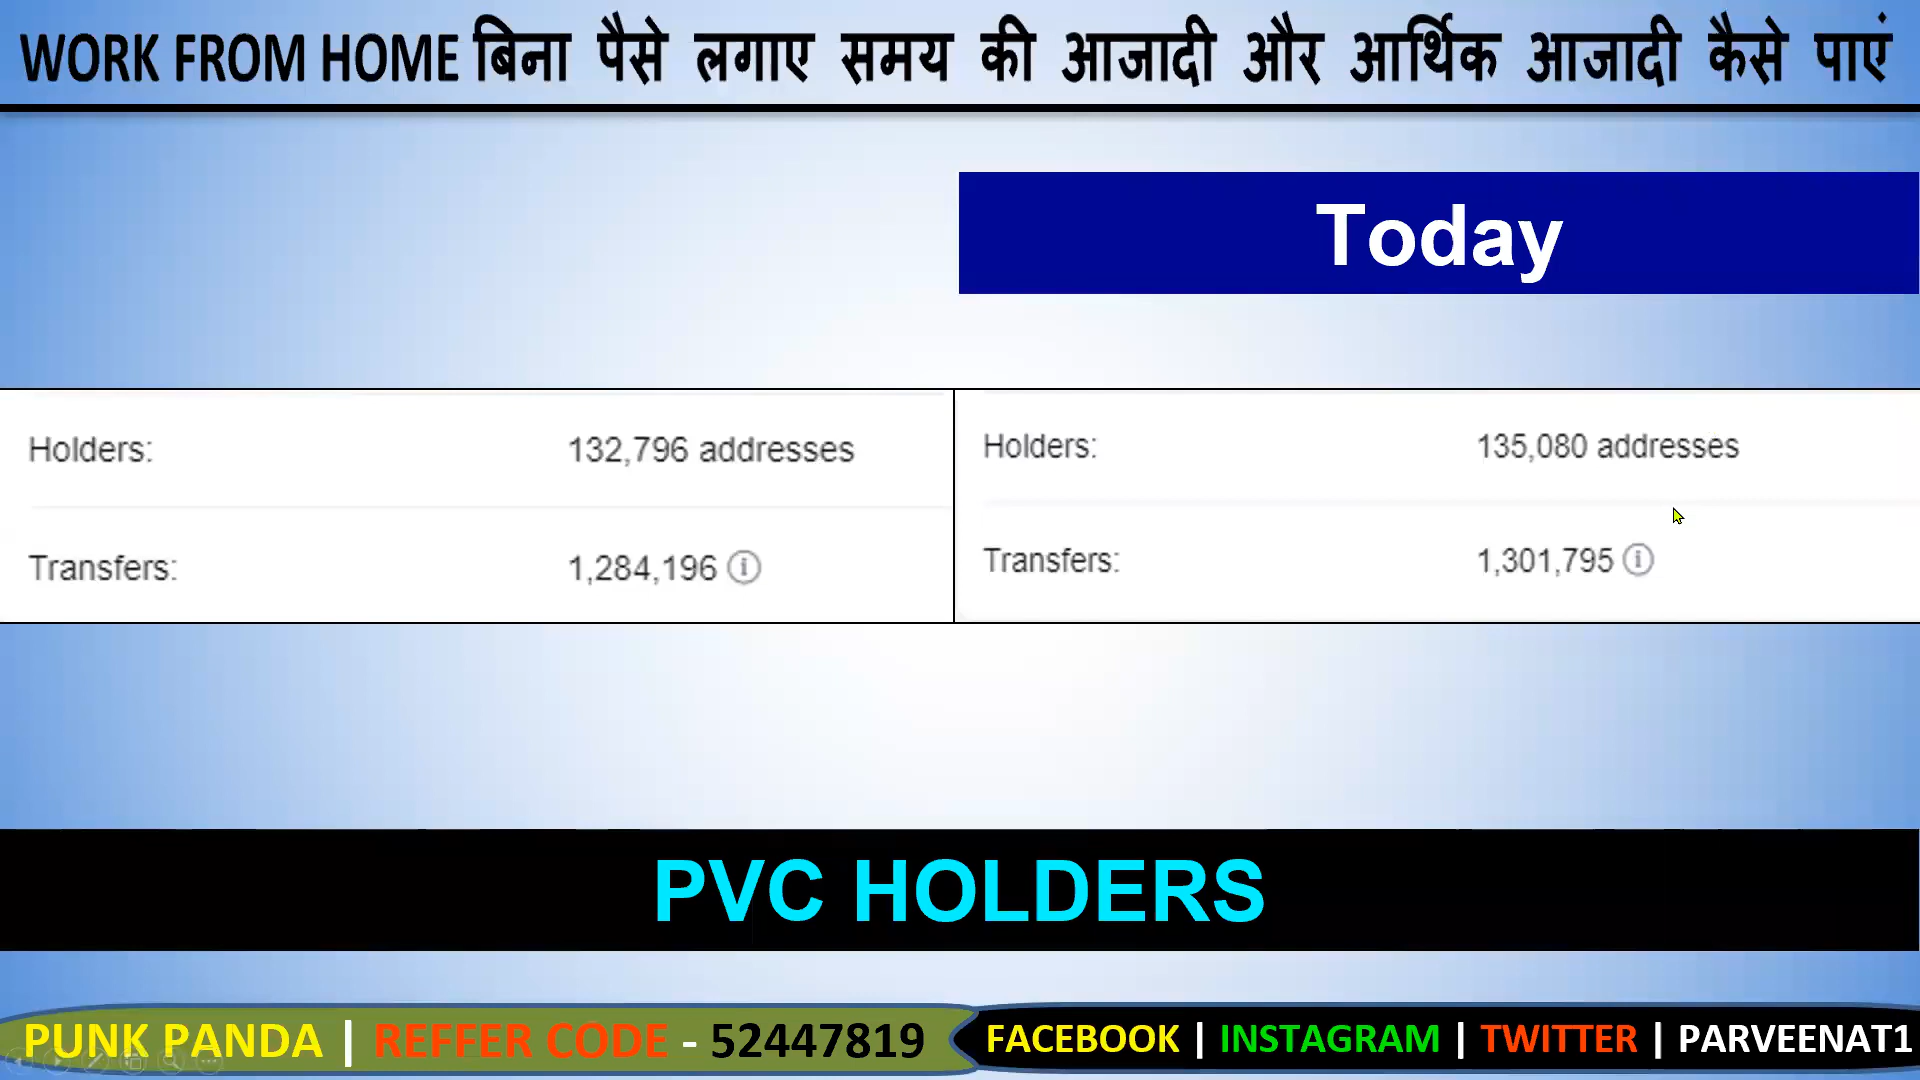 WORK FROM HOME बिना पैसे लगाए समय की आजादी और आर्थिक आजादी कैसे पाएं
Today
Holders: 132,796 addresses
Transfers: 1,284,196
Holders: 135,080 addresses
Transfers: 1,301,795
PVC HOLDERS
PUNK PANDA | REFFER CODE - 52447819
FACEBOOK | INSTAGRAM | TWITTER | PARVEENAT1